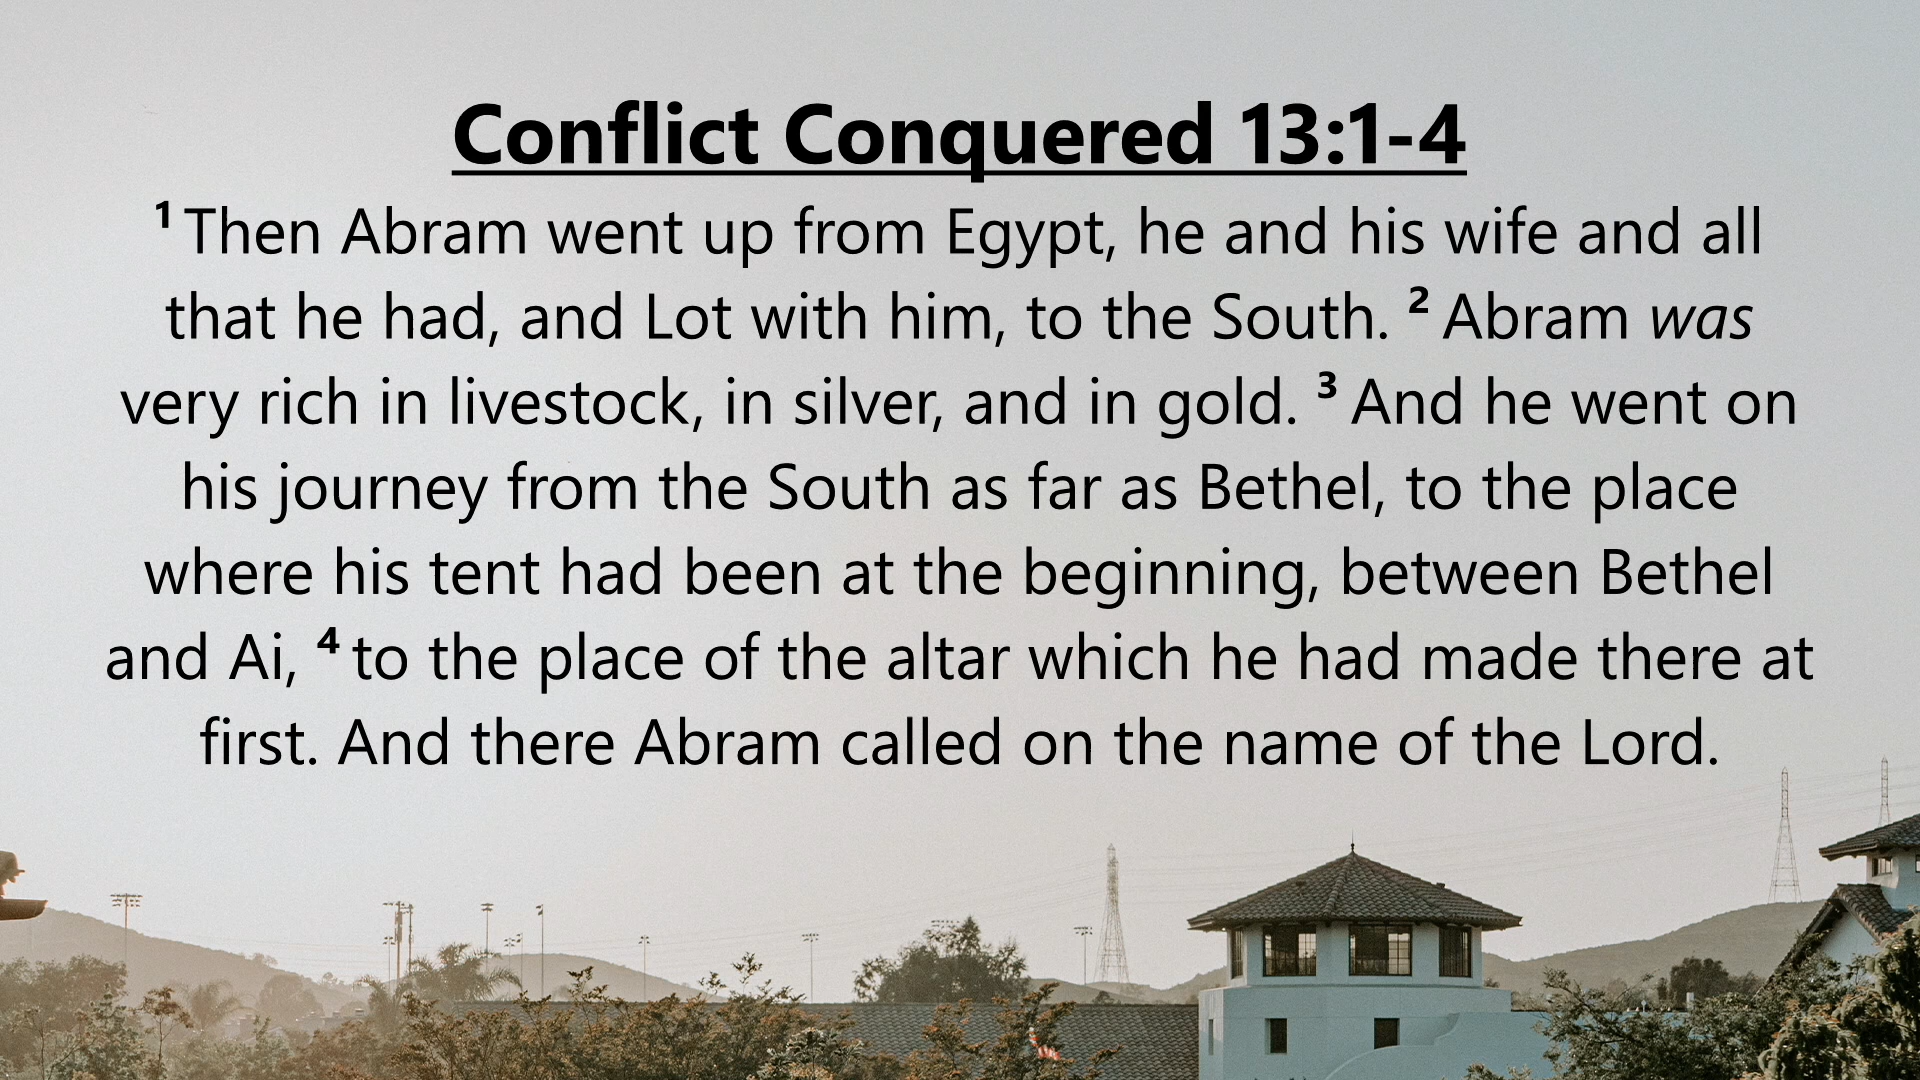 Conflict Conquered 13:1-4
1 Then Abram went up from Egypt, he and his wife and all
that he had, and Lot with him, to the South. 2 Abram was
very rich in livestock, in silver, and in gold. 3 And he went on
his journey from the South as far as Bethel, to the place
where his tent had been at the beginning, between Bethel
and Ai, 4 to the place of the altar which he had made there at
first. And there Abram called on the name of the Lord.